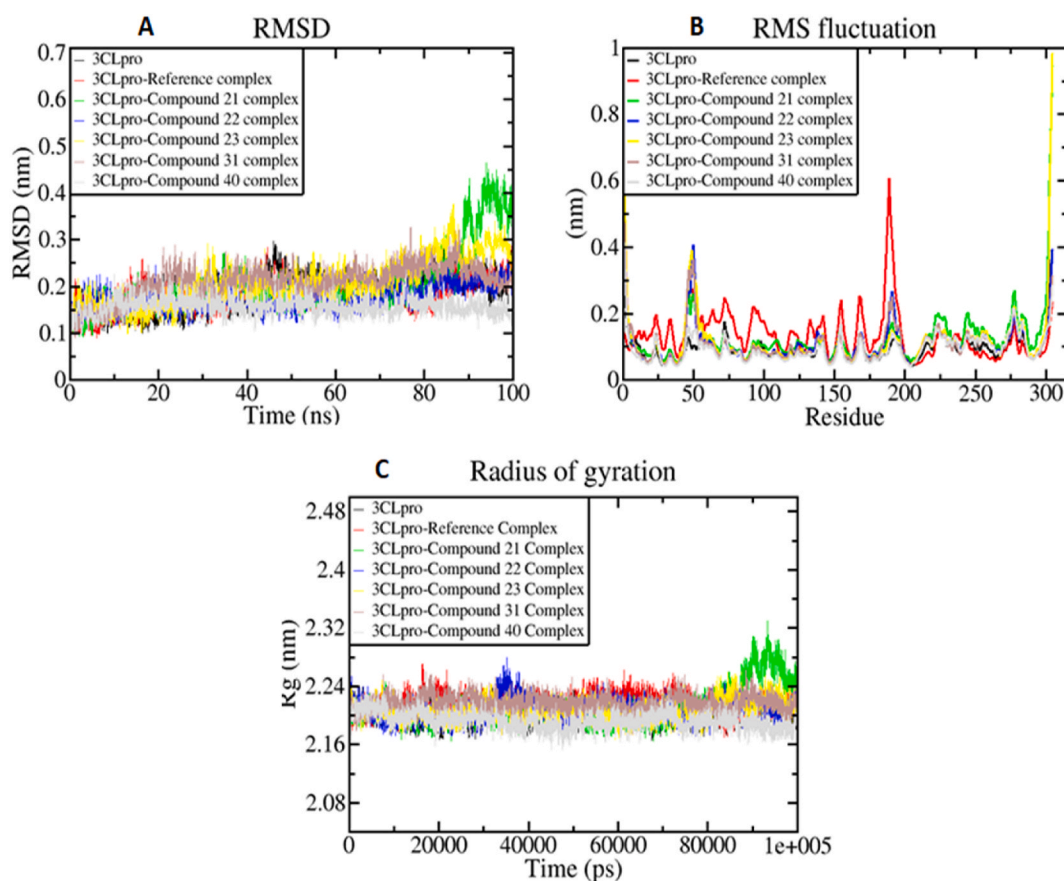 A RMSD
0.7
0.6
0.5
0.4
0.3
0.2
0.1
0
RMSD (nm)
3CLpro
3CLpro-Reference complex
3CLpro-Compound 21 complex
3CLpro-Compound 22 complex
3CLpro-Compound 23 complex
3CLpro-Compound 31 complex
3CLpro-Compound 40 complex
0 20 40 60 80 100
Time (ns)
B RMS fluctuation
1
0.8
0.6
0.4
0.2
0
(nm)
3CLpro
3CLpro-Reference complex
3CLpro-Compound 21 complex
3CLpro-Compound 22 complex
3CLpro-Compound 23 complex
3CLpro-Compound 31 complex
3CLpro-Compound 40 complex
0 50 100 150 200 250 300
Residue
C Radius of gyration
2.48
2.4
2.32
2.24
2.16
2.08
Rg (nm)
3CLpro
3CLpro-Reference Complex
3CLpro-Compound 21 Complex
3CLpro-Compound 22 Complex
3CLpro-Compound 23 Complex
3CLpro-Compound 31 Complex
3CLpro-Compound 40 Complex
0 20000 40000 60000 80000 1e+005
Time (ps)